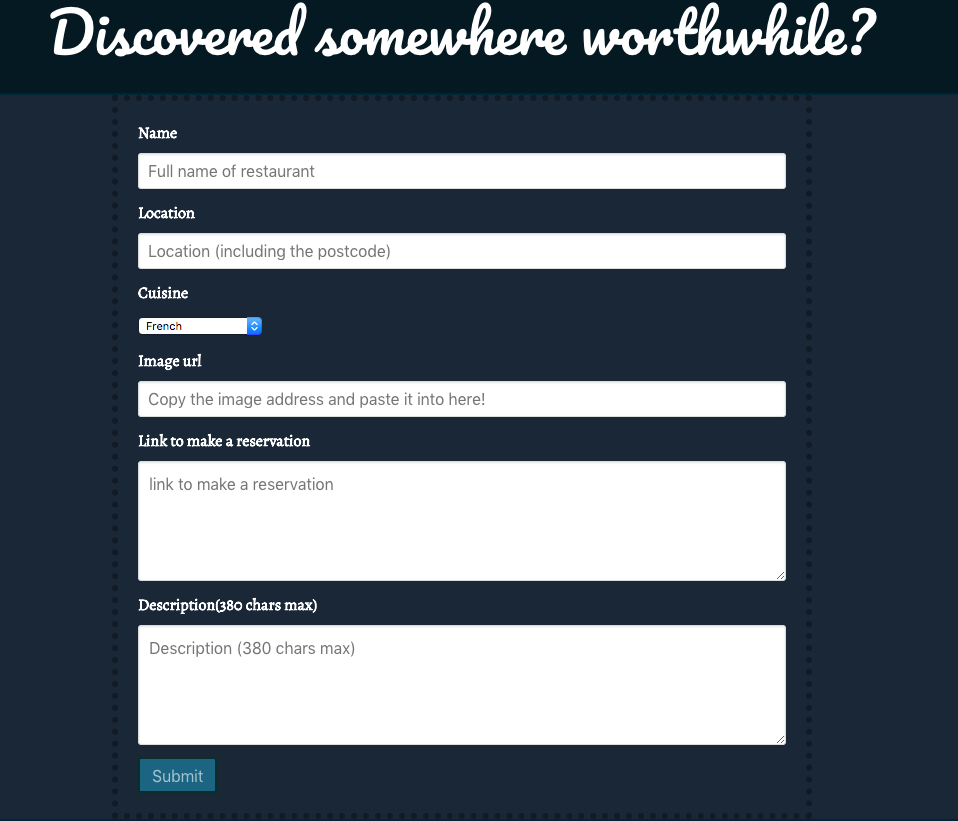 Discovered somewhere worthwhile?
Name
Full name of restaurant
Location
Location (including the postcode)
Cuisine
French
Image url
Copy the image address and paste it into here!
Link to make a reservation
link to make a reservation
Description(380 chars max)
Description (380 chars max)
Submit